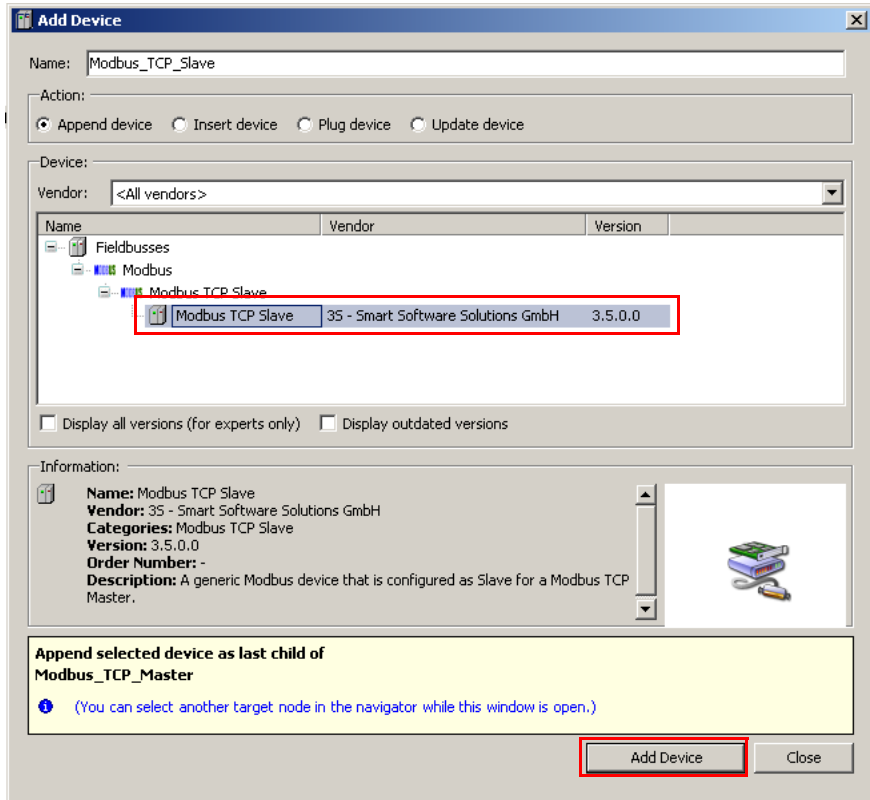 Add Device
Name: Modbus_TCP_Slave
Action:
Append device Insert device Plug device Update device
Device:
Vendor: <All vendors>
Name Vendor Version
Fieldbusses
Modbus
Modbus TCP Slave
Modbus TCP Slave 3S - Smart Software Solutions GmbH 3.5.0.0
Display all versions (for experts only) Display outdated versions
Information:
Name: Modbus TCP Slave
Vendor: 3S - Smart Software Solutions GmbH
Categories: Modbus TCP Slave
Version: 3.5.0.0
Order Number: -
Description: A generic Modbus device that is configured as Slave for a Modbus TCP
Master.
Append selected device as last child of
Modbus_TCP_Master
(You can select another target node in the navigator while this window is open.)
Add Device Close